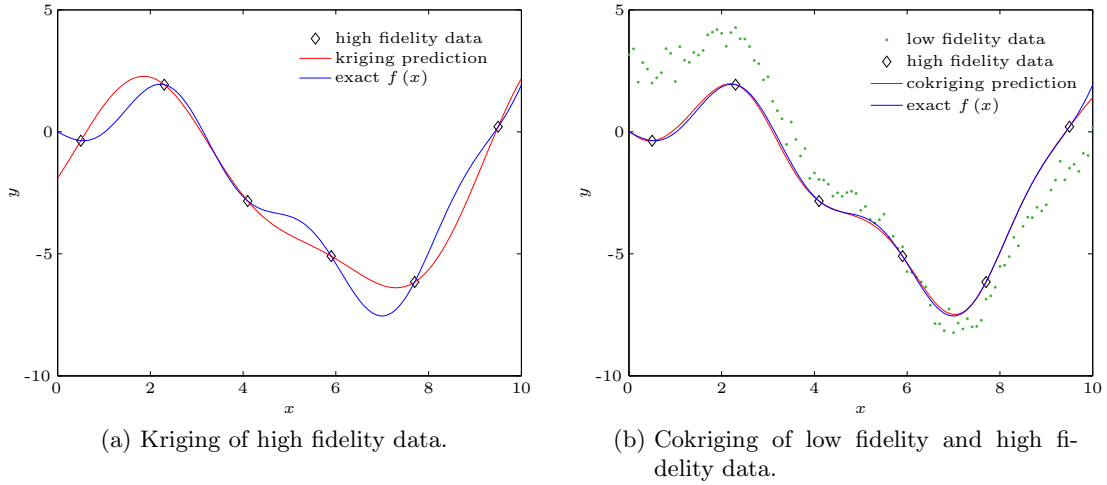 5
0
-5
-10
0
2
4
6
8
10
x
y
high fidelity data
kriging prediction
exact f (x)
(a) Kriging of high fidelity data.
5
0
-5
-10
0
2
4
6
8
10
x
y
low fidelity data
high fidelity data
cokriging prediction
exact f (x)
(b) Cokriging of low fidelity and high fi-
delity data.